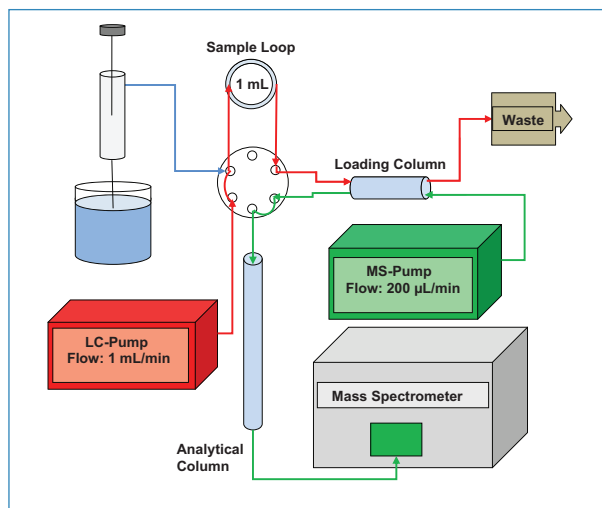 Sample Loop
1 mL
Waste
Loading Column
MS-Pump
Flow: 200 µL/min
LC-Pump
Flow: 1 mL/min
Mass Spectrometer
Analytical
Column